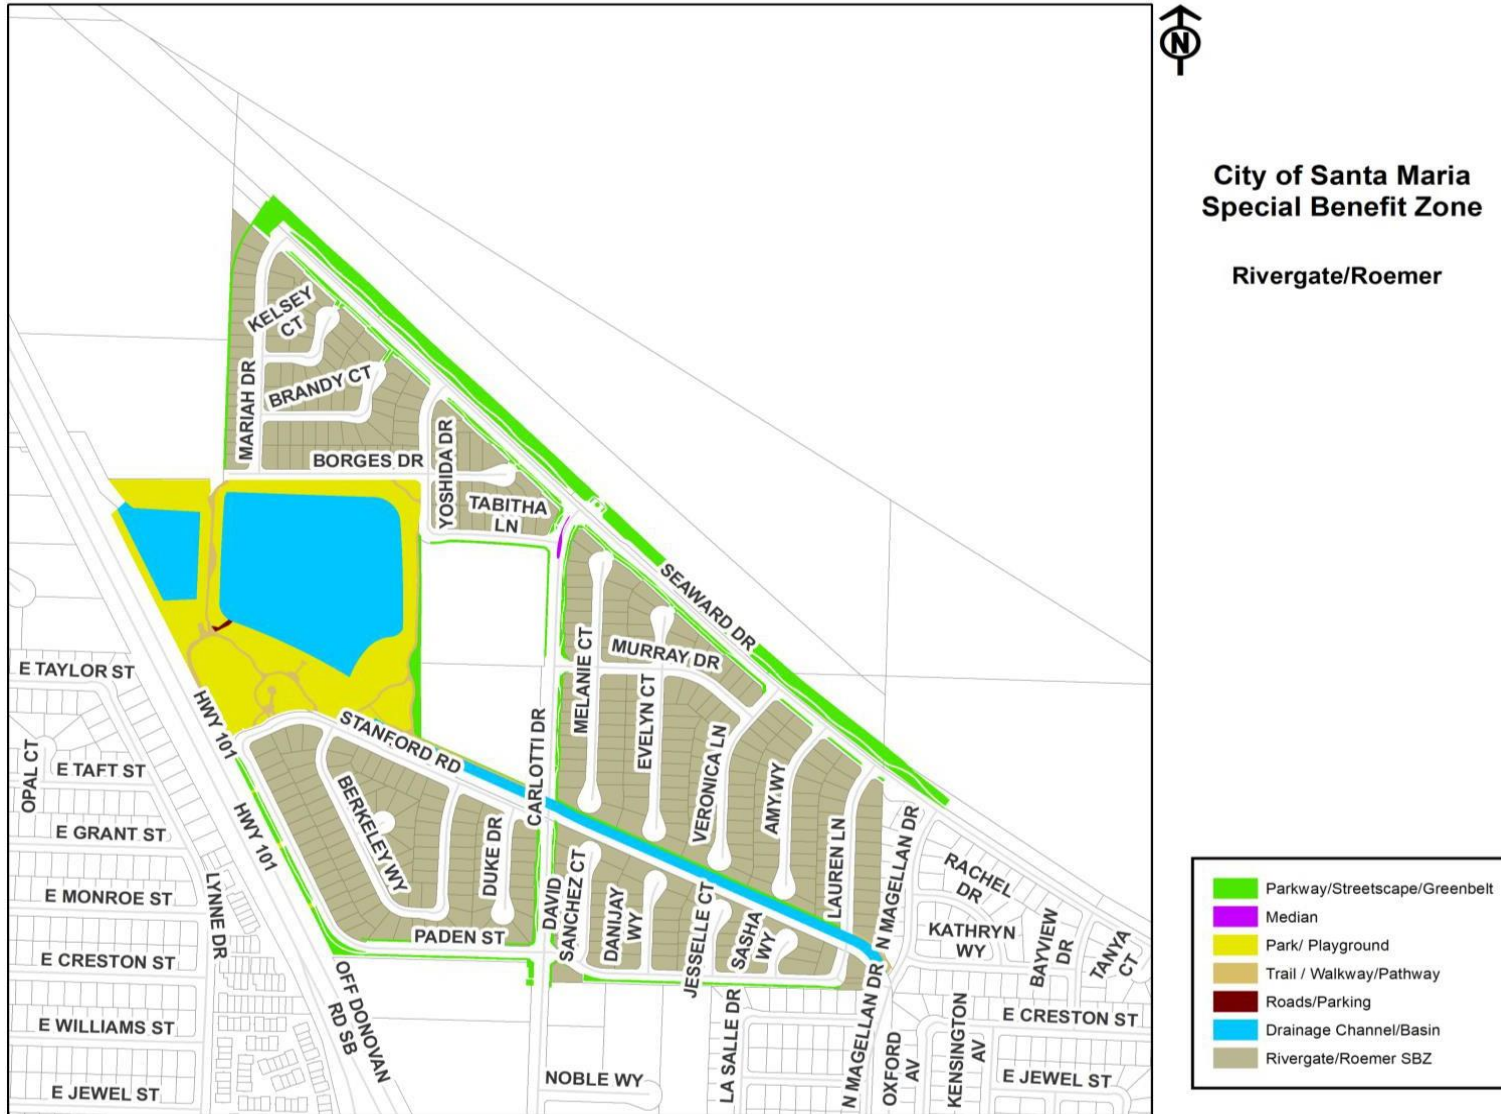 N
City of Santa Maria
Special Benefit Zone
Rivergate/Roemer
KELSEY
CT
BRANDY CT
MARIAH DR
BORGES DR
YOSHIDA DR
TABITHA
LN
SEAWARD DR
MELANIE CT
MURRAY DR
EVELYN CT
E TAYLOR ST
HWY 101
STANFORD RD
CARLOTTI DR
VERONICA LN
AMY WY
OPAL CT
E TAFT ST
BERKELEY WY
LAUREN LN
N MAGELLAN DR
E GRANT ST
HWY 101
DUKE DR
RACHEL
DR
LYNNE DR
DAVID
SANCHEZ CT
DANIJAY
WY
JESSELLE CT
SASHA
WY
E MONROE ST
PADEN ST
KATHRYN
WY
BAYVIEW
DR
TANYA
CT
E CRESTON ST
OFF DONOVAN
RD SB
LA SALLE DR
N MAGELLAN DR
OXFORD
AV
KENSINGTON
AV
E CRESTON ST
E WILLIAMS ST
NOBLE WY
E JEWEL ST
E JEWEL ST
Parkway/Streetscape/Greenbelt
Median
Park/ Playground
Trail / Walkway/Pathway
Roads/Parking
Drainage Channel/Basin
Rivergate/Roemer SBZ